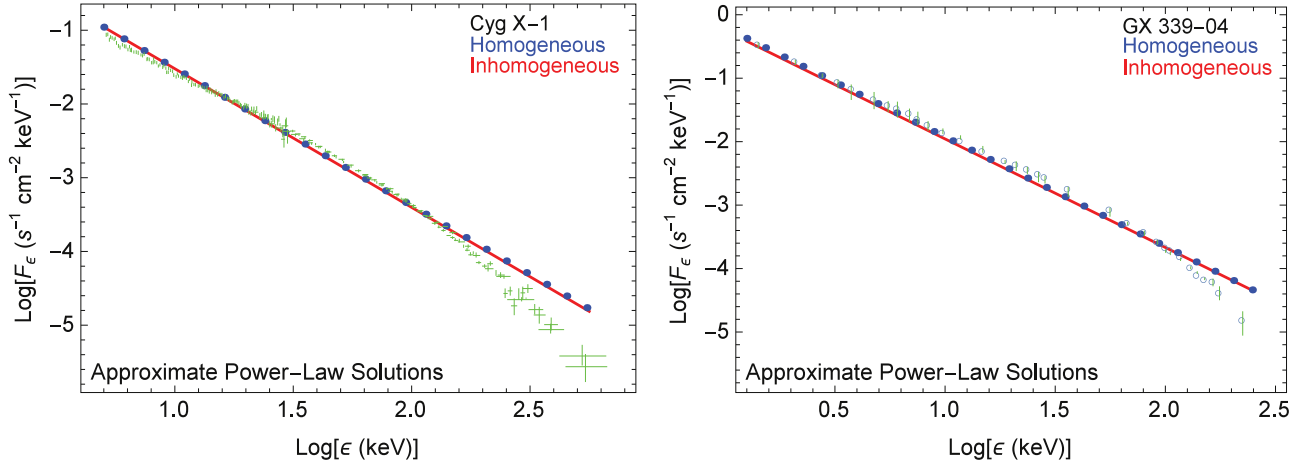 Cyg X−1
Homogeneous
Inhomogeneous
−1
−2
−3
−4
−5
Log[Fϵ (s−1 cm−2 keV−1)]
Approximate Power−Law Solutions
1.0 1.5 2.0 2.5
Log[ϵ (keV)]
GX 339−04
Homogeneous
Inhomogeneous
0
−1
−2
−3
−4
−5
Log[Fϵ (s−1 cm−2 keV−1)]
Approximate Power−Law Solutions
0.5 1.0 1.5 2.0 2.5
Log[ϵ (keV)]